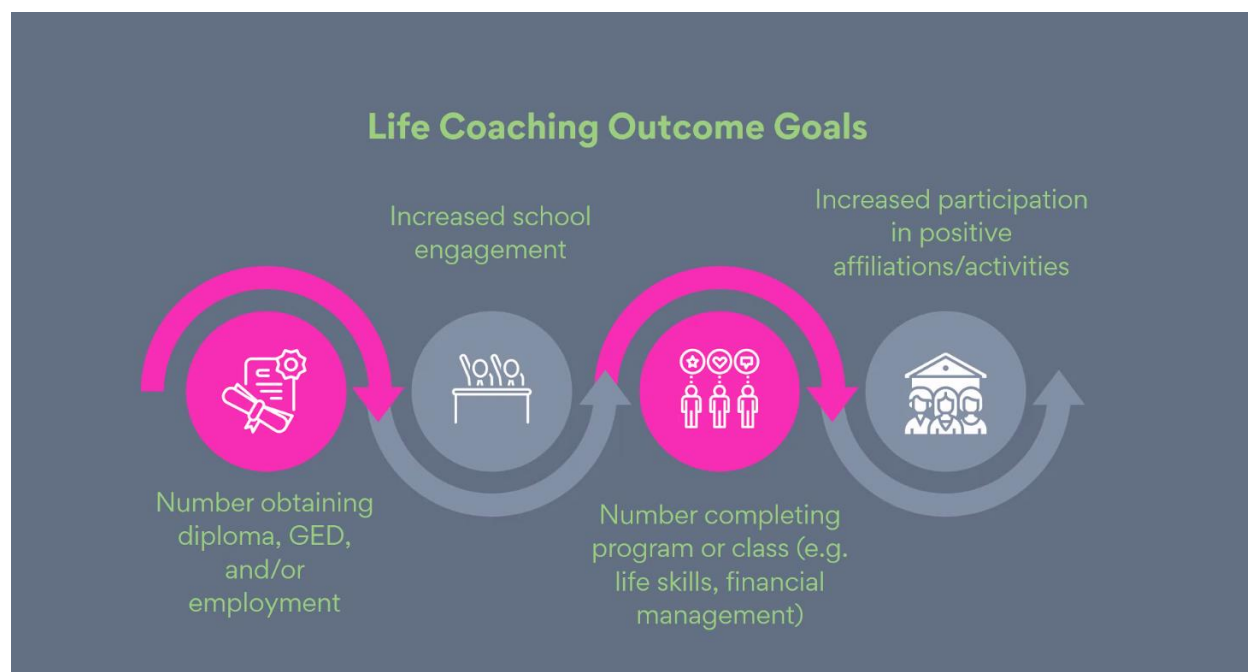 Life Coaching Outcome Goals
Number obtaining
diploma, GED,
and/or
employment
Increased school
engagement
Number completing
program or class (e.g.
life skills, financial
management)
Increased participation
in positive
affiliations/activities